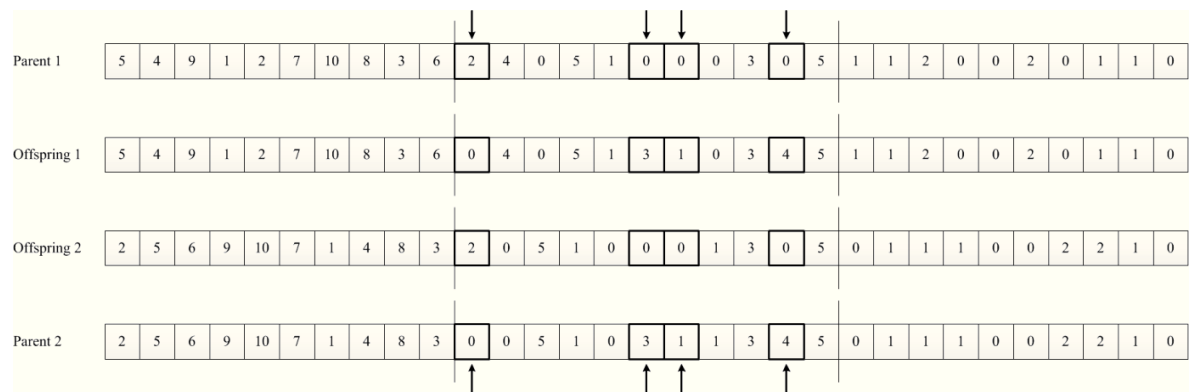 Parent 1 5 4 9 1 2 7 10 8 3 6 2 4 0 5 1 0 0 0 3 0 5 1 1 2 0 0 2 0 1 1 0
Offspring 1 5 4 9 1 2 7 10 8 3 6 0 4 0 5 1 3 1 0 3 4 5 1 1 2 0 0 2 0 1 1 0
Offspring 2 2 5 6 9 10 7 1 4 8 3 2 0 5 1 0 0 0 1 3 0 5 0 1 1 1 0 0 2 2 1 0
Parent 2 2 5 6 9 10 7 1 4 8 3 0 0 5 1 0 3 1 1 3 4 5 0 1 1 1 0 0 2 2 1 0